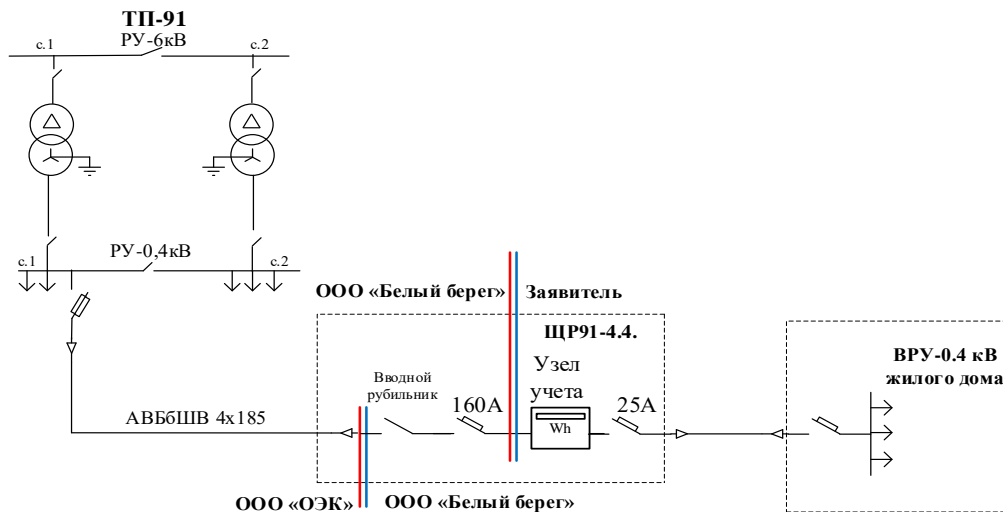 ТП-91
с.1
РУ-6кВ
с.2
с.1
РУ-0,4кВ
с.2
ООО «Белый берег»
Заявитель
ЩР91-4.4.
ВРУ-0.4 кВ
жилого дома
Вводной
рубильник
160А
Узел
учета
Wh
25А
АВБбШВ 4х185
ООО «ОЭК»
ООО «Белый берег»